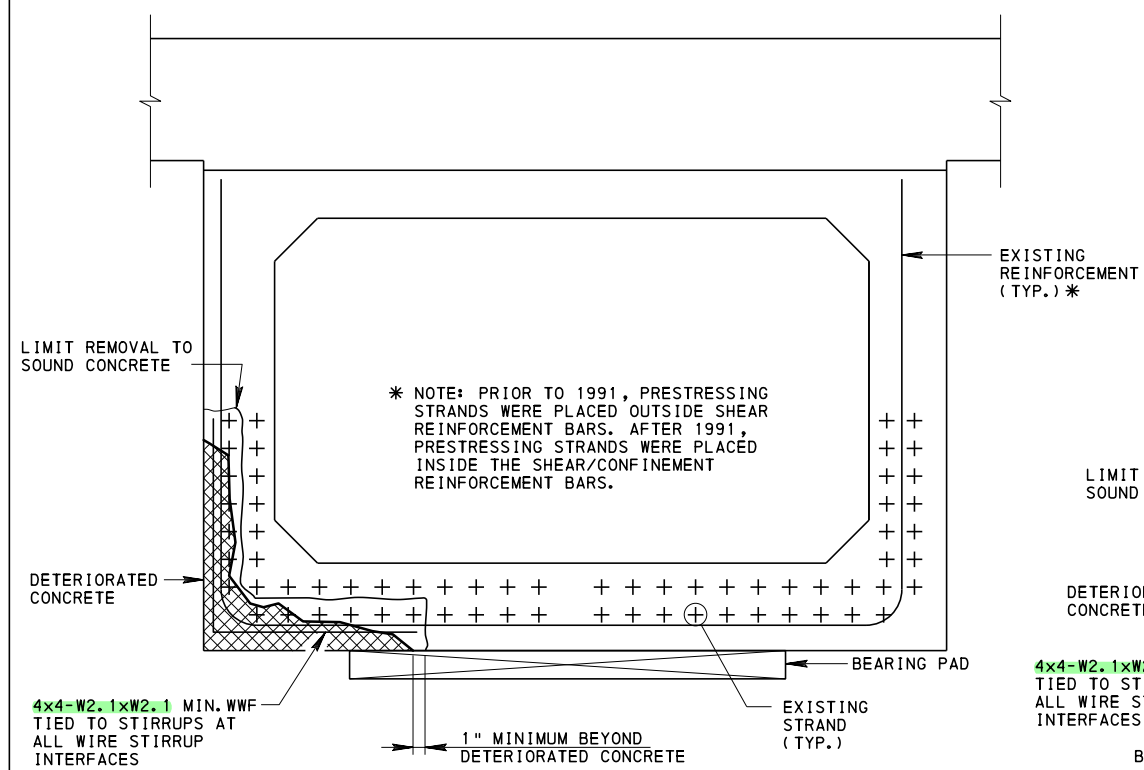 EXISTING
REINFORCEMENT
(TYP.)*
LIMIT REMOVAL TO
SOUND CONCRETE
* NOTE: PRIOR TO 1991, PRESTRESSING
STRANDS WERE PLACED OUTSIDE SHEAR
REINFORCEMENT BARS. AFTER 1991,
PRESTRESSING STRANDS WERE PLACED
INSIDE THE SHEAR/CONFINEMENT
REINFORCEMENT BARS.
DETERIORATED
CONCRETE
4x4-W2.1xW2.1 MIN.WWF
TIED TO STIRRUPS AT
ALL WIRE STIRRUP
INTERFACES
1" MINIMUM BEYOND
DETERIORATED CONCRETE
EXISTING
STRAND
(TYP.)
BEARING PAD
LIMIT
SOUND
CONCRETE
TIED TO
ALL WIRE
INTERFACES